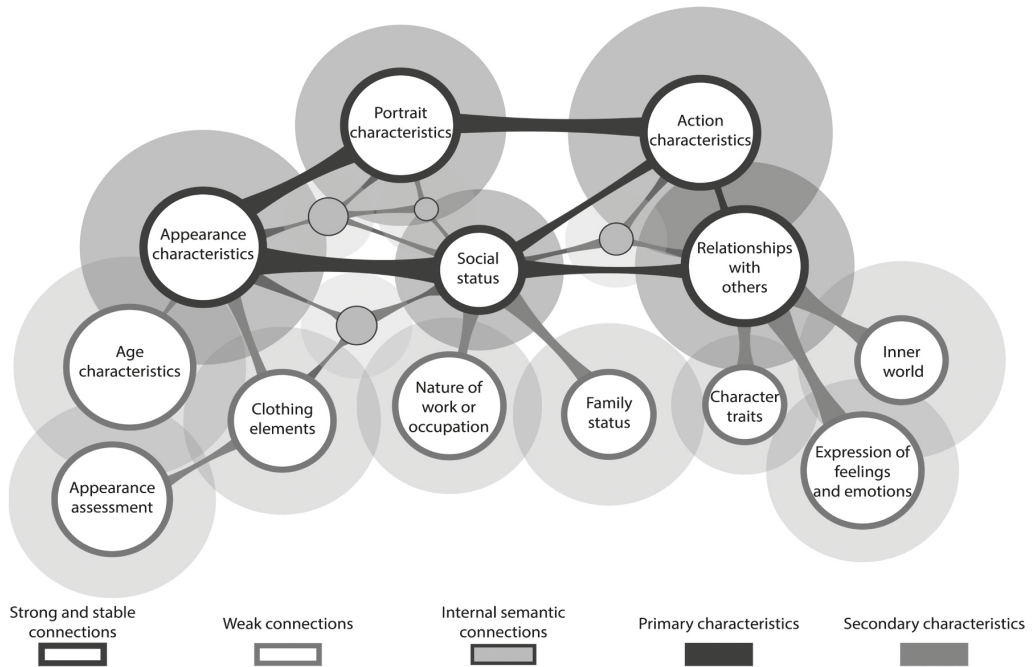 Portrait
characteristics
Action
characteristics
Appearance
characteristics
Social
status
Relationships
with
others
Age
characteristics
Clothing
elements
Nature of
work or
occupation
Family
status
Character
traits
Inner
world
Appearance
assessment
Expression of
feelings
and emotions
Strong and stable
connections
Weak connections
Internal semantic
connections
Primary characteristics
Secondary characteristics